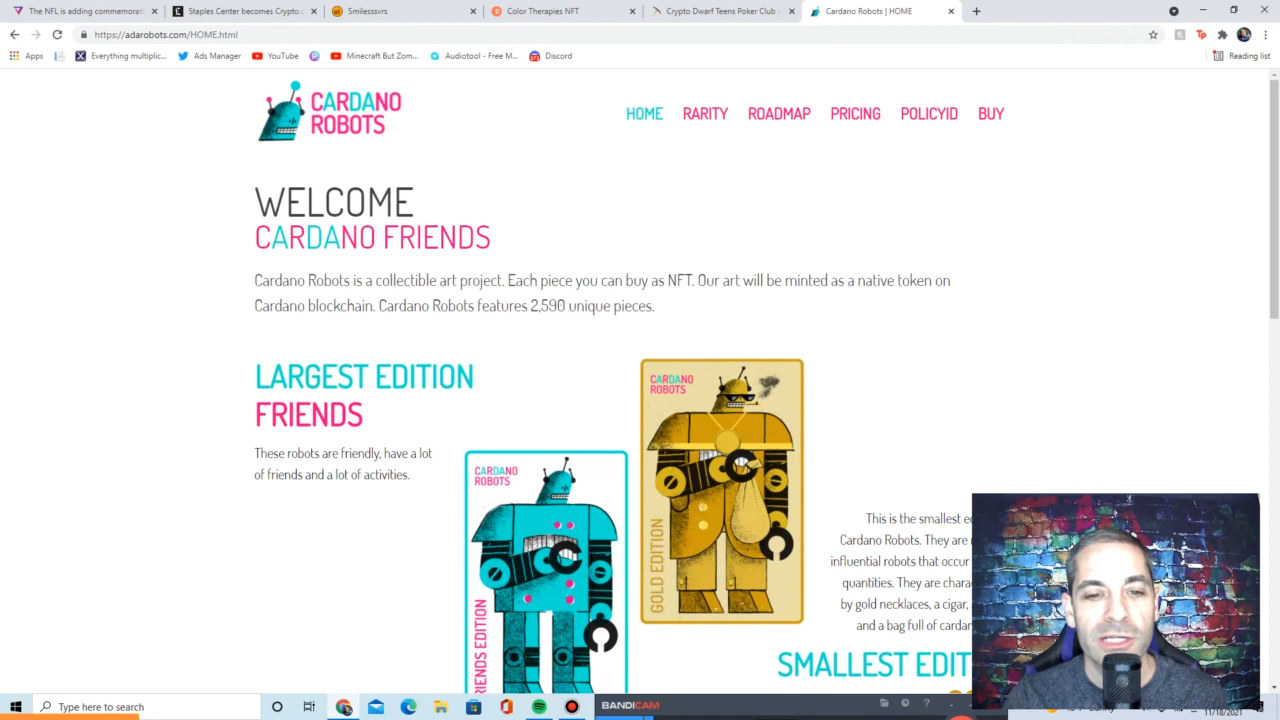 The NFL is adding commemorat
Staples Center becomes Crypto.
Smilesssvrs
Color Therapies NFT
Crypto Dwarf Teens Poker Club -
Cardano Robots | HOME
https://adarobots.com/HOME.html
Apps
Everything multiplic...
Ads Manager
YouTube
Minecraft But Zom...
Audiotool - Free M...
Discord
Reading list
CARDANO
ROBOTS
HOME
RARITY
ROADMAP
PRICING
POLICYID
BUY
WELCOME
CARDANO FRIENDS
Cardano Robots is a collectible art project. Each piece you can buy as NFT. Our art will be minted as a native token on
Cardano blockchain. Cardano Robots features 2,590 unique pieces.
LARGEST EDITION
FRIENDS
These robots are friendly, have a lot
of friends and a lot of activities.
CARDANO
ROBOTS
FRIENDS EDITION
CARDANO
ROBOTS
GOLD EDITION
This is the smallest
Cardano Robots. They are
influential robots that occur
quantities. They are
by gold necklaces, a cigar,
and a bag full of
SMALLEST
Type here to search
BANDICAM
11/18/2021